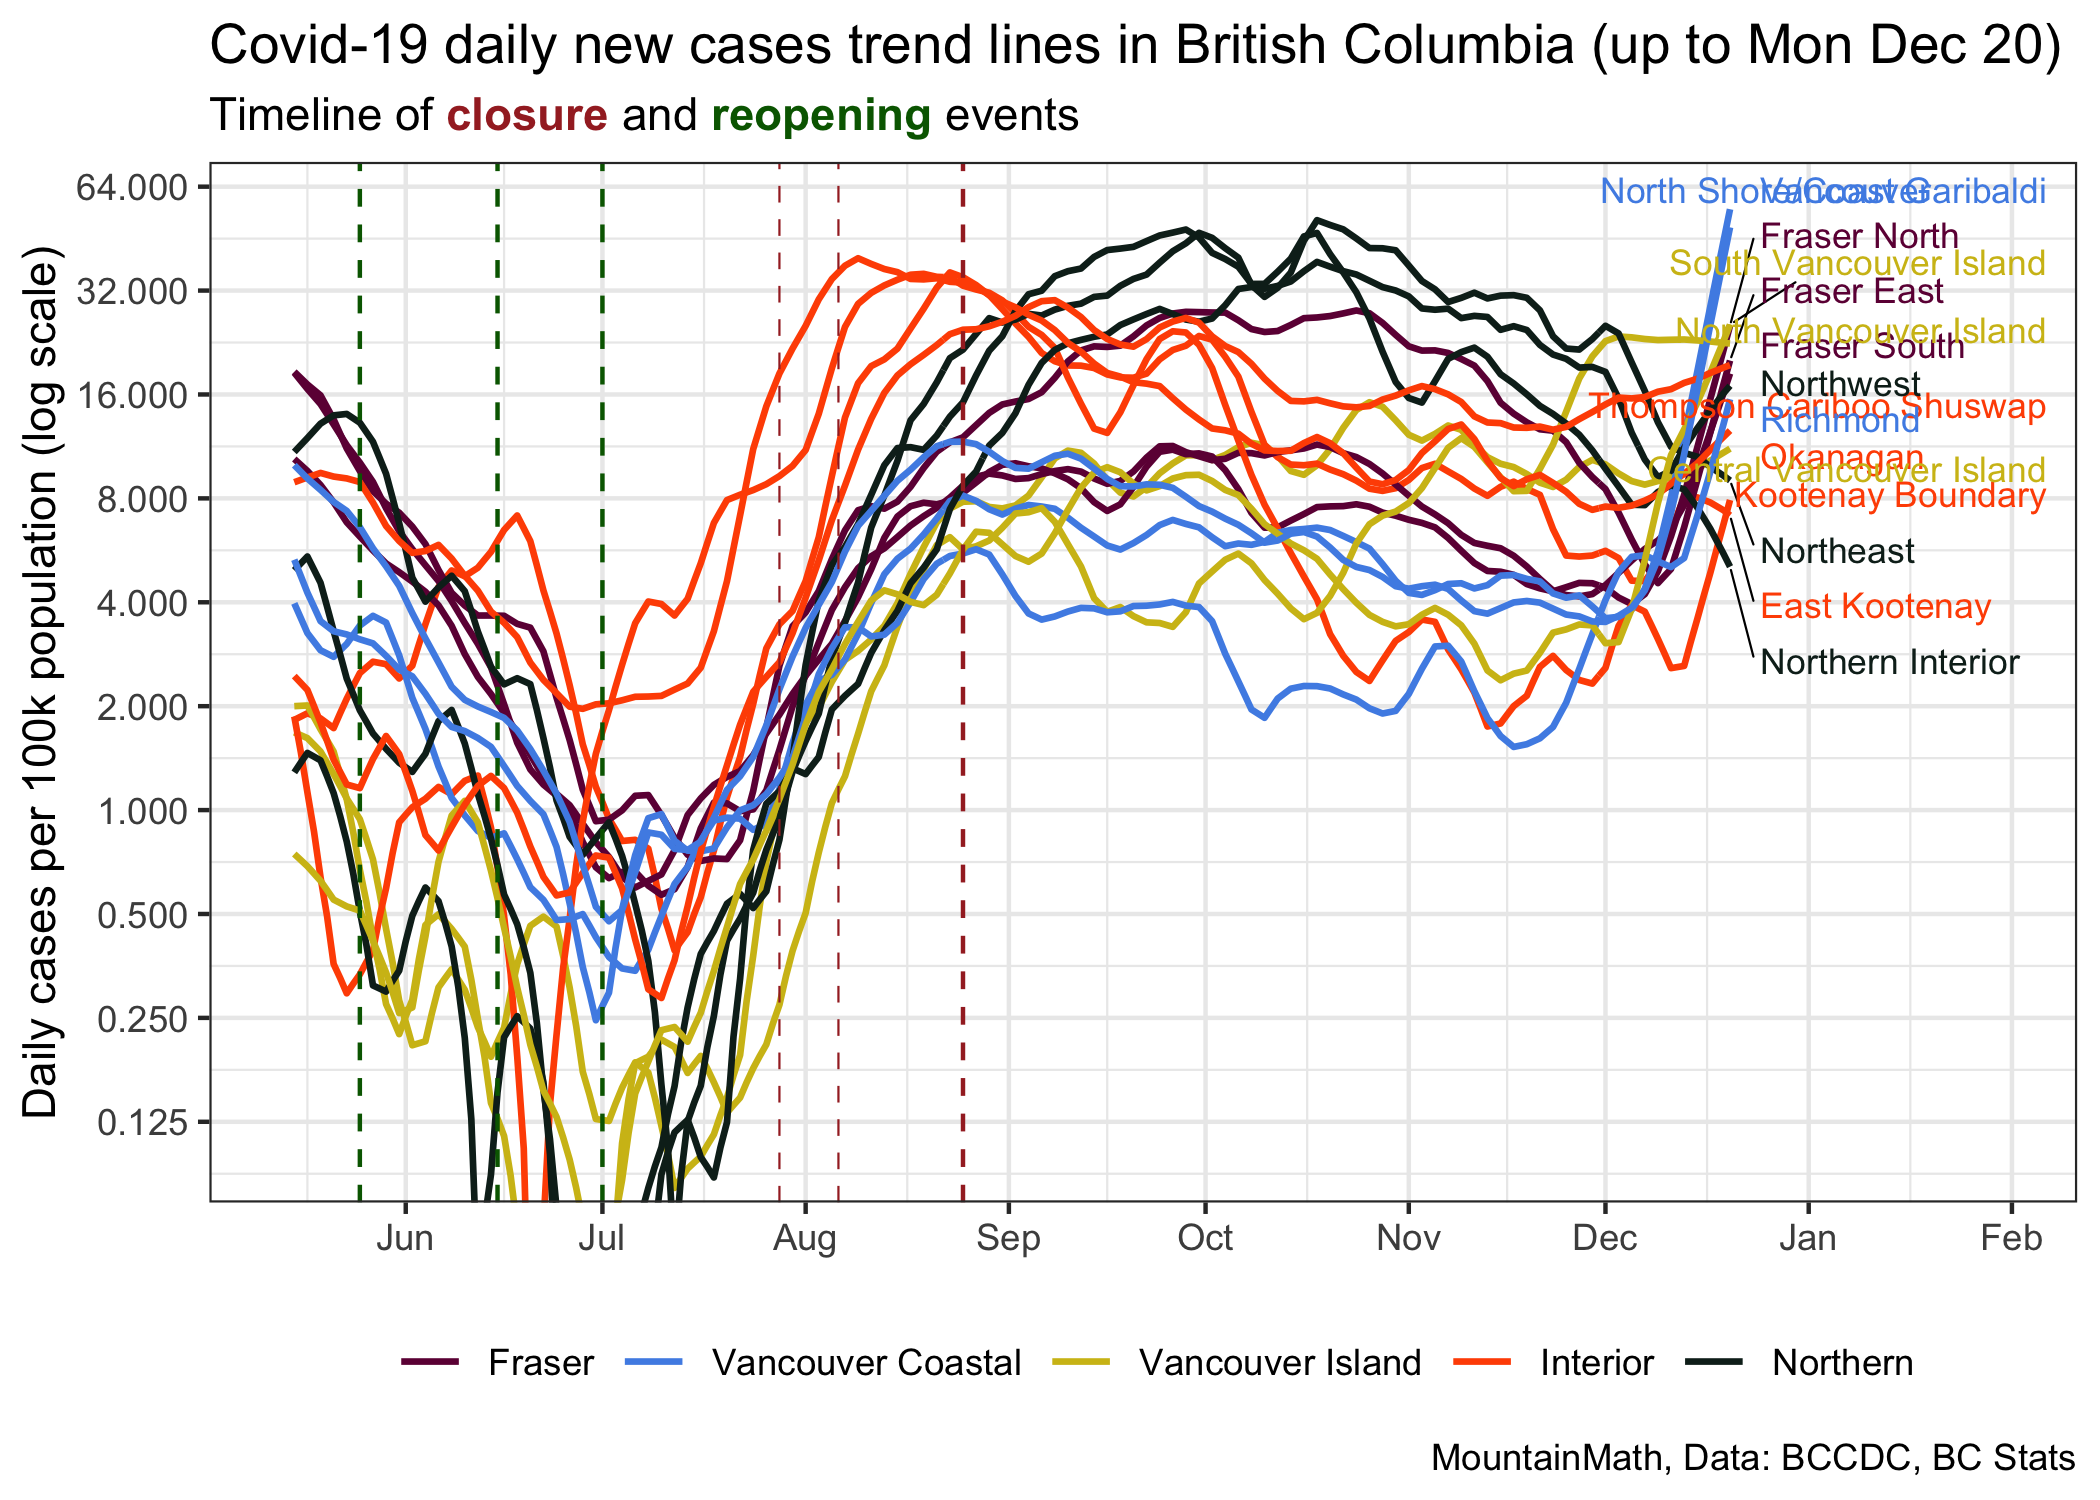 Covid-19 daily new cases trend lines in British Columbia (up to Mon Dec 20)
Timeline of closure and reopening events
Daily cases per 100k population (log scale)
64.000
32.000
16.000
8.000
4.000
2.000
1.000
0.500
0.250
0.125
North Shore/Coast Garibaldi
Vancouver
Fraser North
South Vancouver Island
Fraser East
North Vancouver Island
Fraser South
Northwest
Thompson Cariboo Shuswap
Richmond
Okanagan
Central Vancouver Island
Kootenay Boundary
Northeast
East Kootenay
Northern Interior
Jun Jul Aug Sep Oct Nov Dec Jan Feb
Fraser Vancouver Coastal Vancouver Island Interior Northern
MountainMath, Data: BCCDC, BC Stats